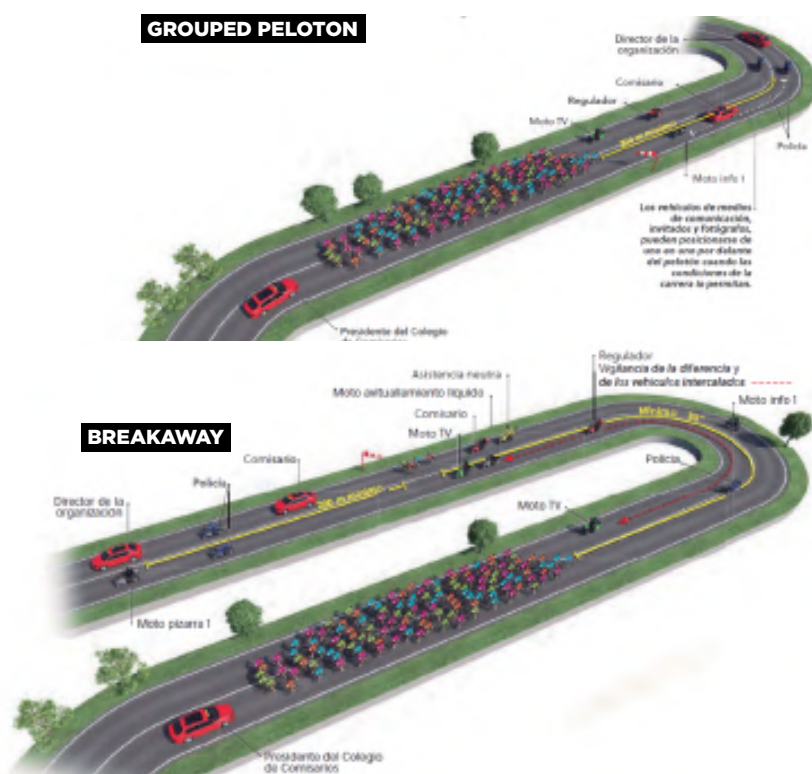 GROUPED PELOTON
Director de la
organización
Comisario
Regulador
Moto TV
Policía
Moto info 1
Los vehículos de medios
de comunicación,
invitados y fotógrafos,
pueden posicionarse de
uno en uno por delante
del pelotón cuando las
condiciones de la
carrera lo permitan.
Presidente del Colegio
de Comisarios
BREAKAWAY
Regulador
Vigilancia de la diferencia y
de los vehículos intercalados
Asistencia neutra
Moto avituallamiento líquido
Comisario
Moto TV
Moto info 1
Comisario
Policía
Director de la
organización
Policía
Moto TV
Moto pizarra 1
Presidente del Colegio
de Comisarios